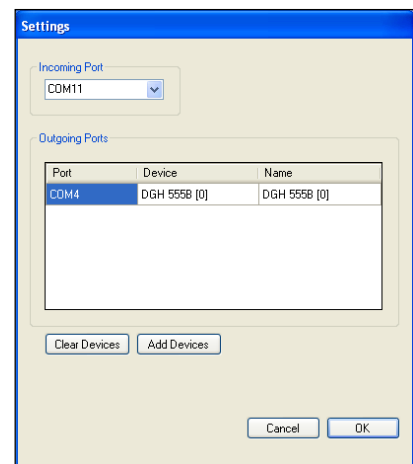 Settings
Incoming Port
COM11
Outgoing Ports
Port Device Name
COM4 DGH 555B [0] DGH 555B [0]
Clear Devices Add Devices
Cancel OK